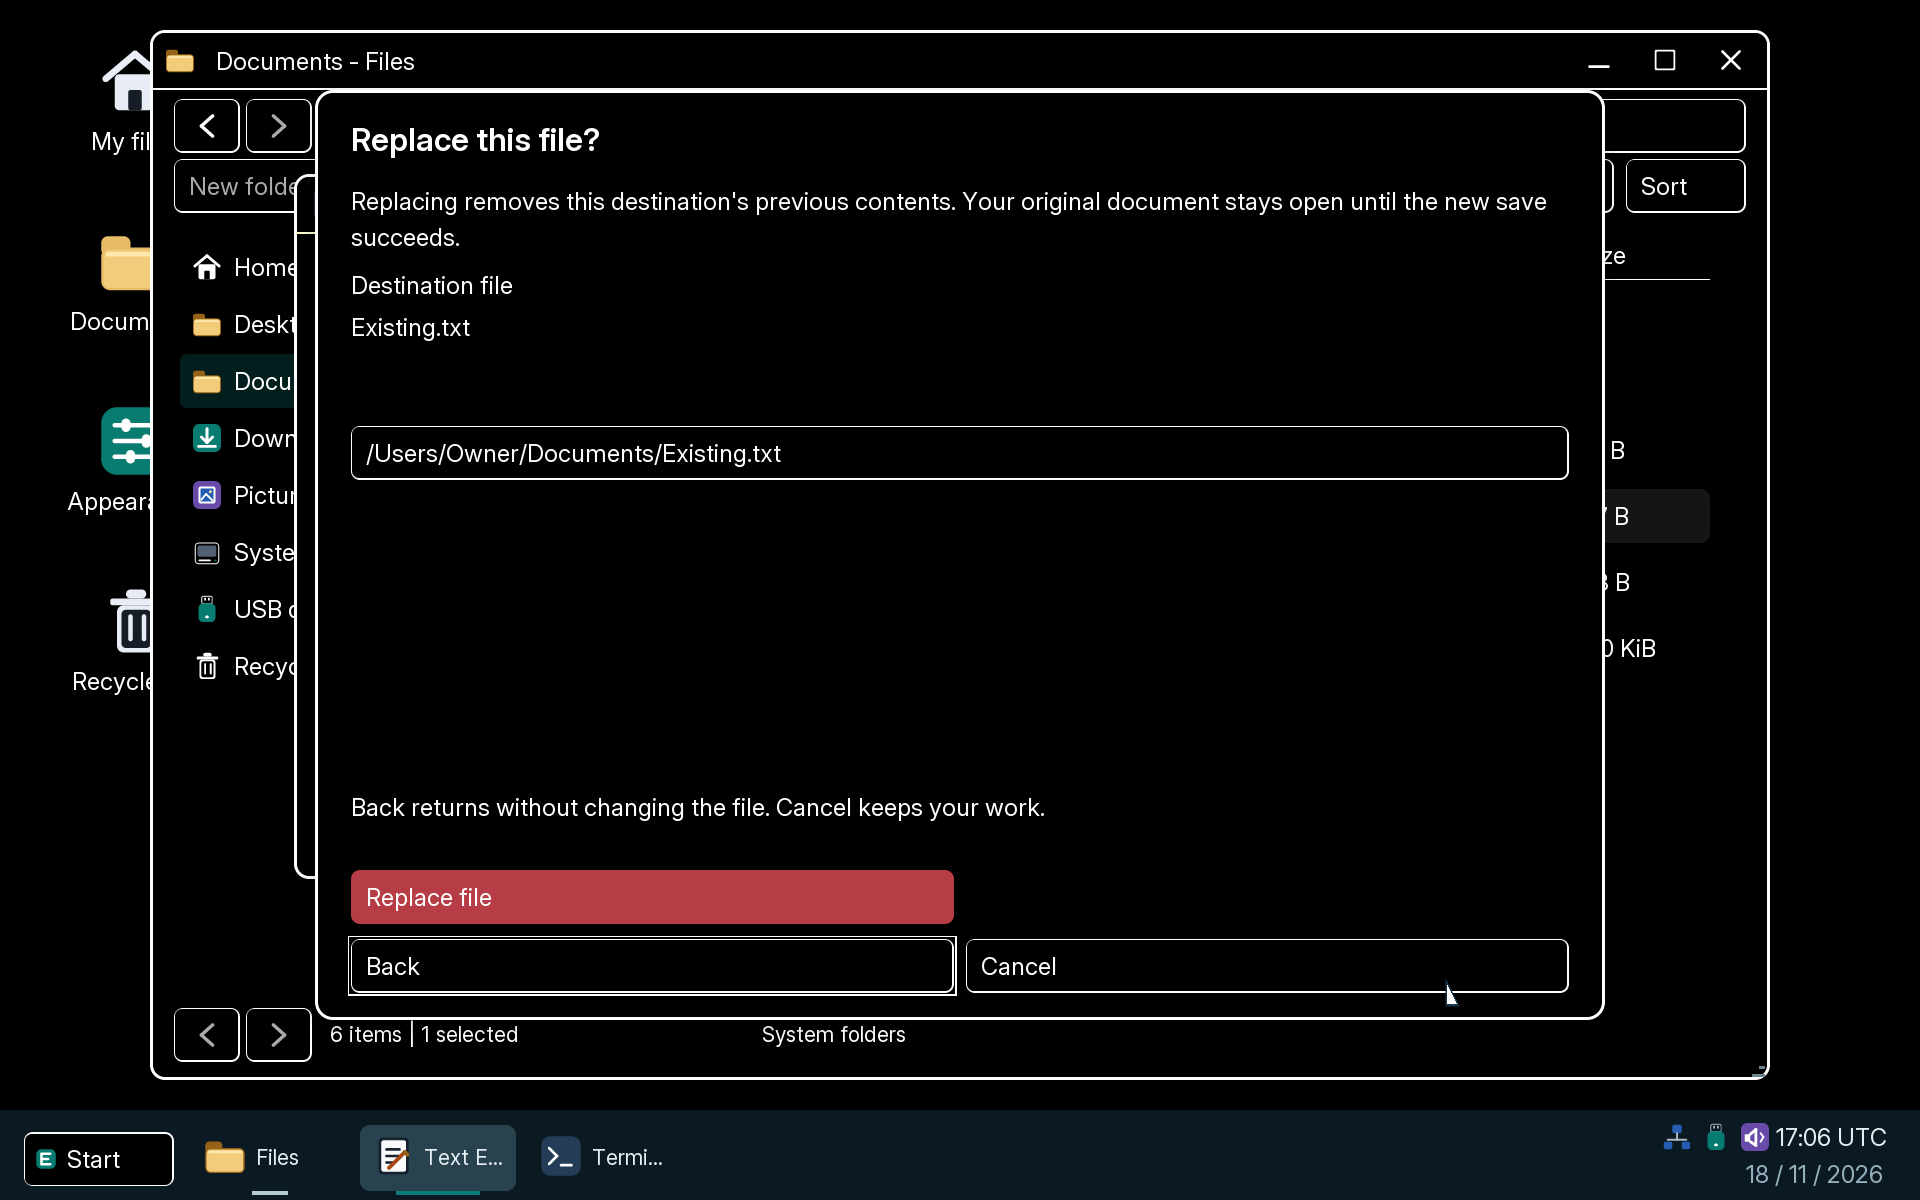 Documents - Files
My fil
New folde
Sort
Replace this file?
Replacing removes this destination's previous contents. Your original document stays open until the new save
succeeds.
Destination file
Existing.txt
/Users/Owner/Documents/Existing.txt
Back returns without changing the file. Cancel keeps your work.
Replace file
Back
Cancel
Home
Deskt
Docu
Down
Pictur
Syste
USB
Recyc
ze
B
B
B
KiB
Docum
Appeara
Recycle
6 items | 1 selected
System folders
Start
Files
Text E...
Termi...
17:06 UTC
18 / 11 / 2026